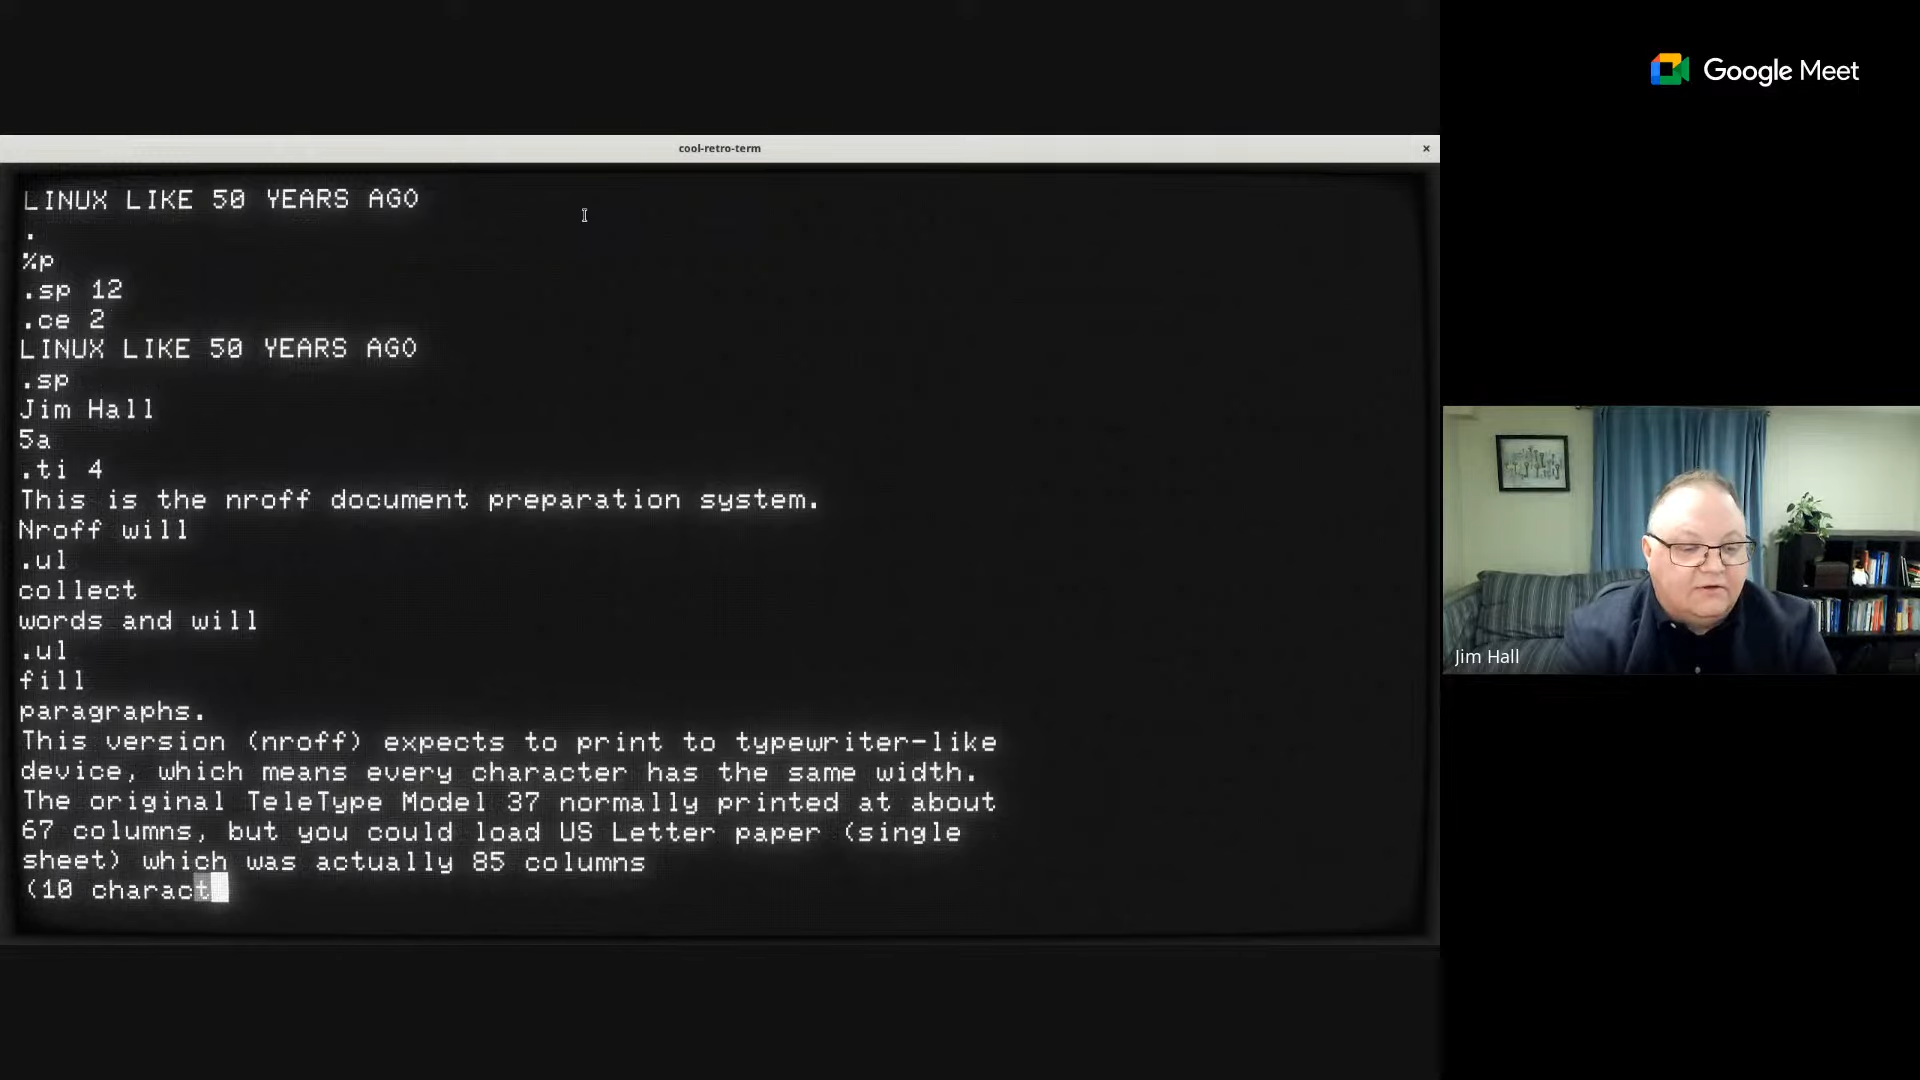 Google Meet
cool-retro-term
LINUX LIKE 50 YEARS AGO
.
%p
.sp 12
.ce 2
LINUX LIKE 50 YEARS AGO
.sp
Jim Hall
5a
.ti 4
This is the nroff document preparation system.
Nroff will
.ul
collect
words and will
.ul
fill
paragraphs.
This version (nroff) expects to print to typewriter-like
device, which means every character has the same width.
The original TeleType Model 37 normally printed at about
67 columns, but you could load US Letter paper (single
sheet) which was actually 85 columns
(10 charact
Jim Hall